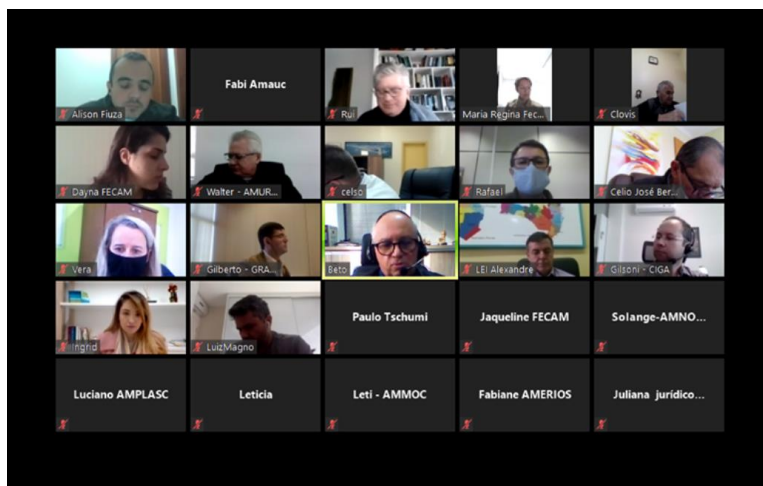 Alison Fiuza
Fabi Amauc
Rui
Maria Regina Fec...
Clovis
Dayna FECAM
Walter - AMUR...
celso
Rafael
Celio José Ber...
Vera
Gilberto - GRA...
Beto
LEI Alexandre
Gilsoni - CIGA
Ingrid
LuizMagno
Paulo Tschumi
Jaqueline FECAM
Solange-AMNO...
Luciano AMPLASC
Leticia
Leti - AMMOC
Fabiane AMERIOS
Juliana jurídico...